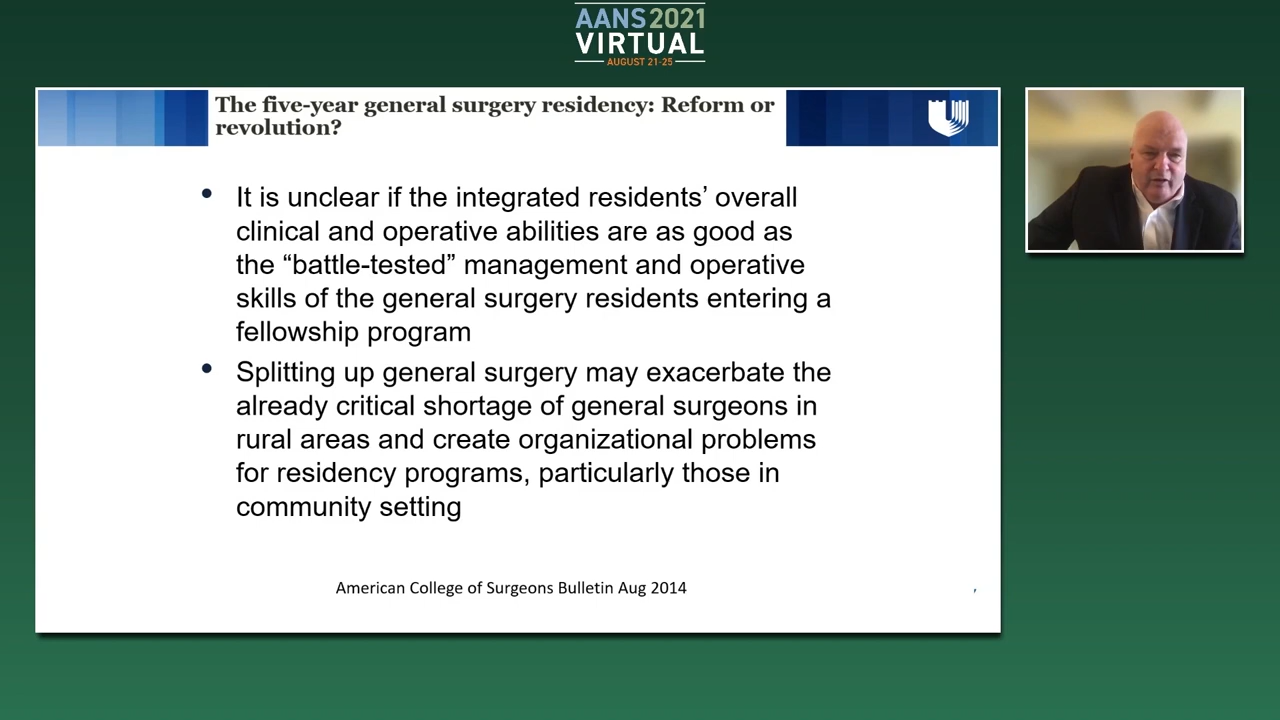 AANS2021
VIRTUAL
AUGUST 21-25
The five-year general surgery residency: Reform or
revolution?
• It is unclear if the integrated residents’ overall
clinical and operative abilities are as good as
the “battle-tested” management and operative
skills of the general surgery residents entering a
fellowship program
• Splitting up general surgery may exacerbate the
already critical shortage of general surgeons in
rural areas and create organizational problems
for residency programs, particularly those in
community setting
American College of Surgeons Bulletin Aug 2014